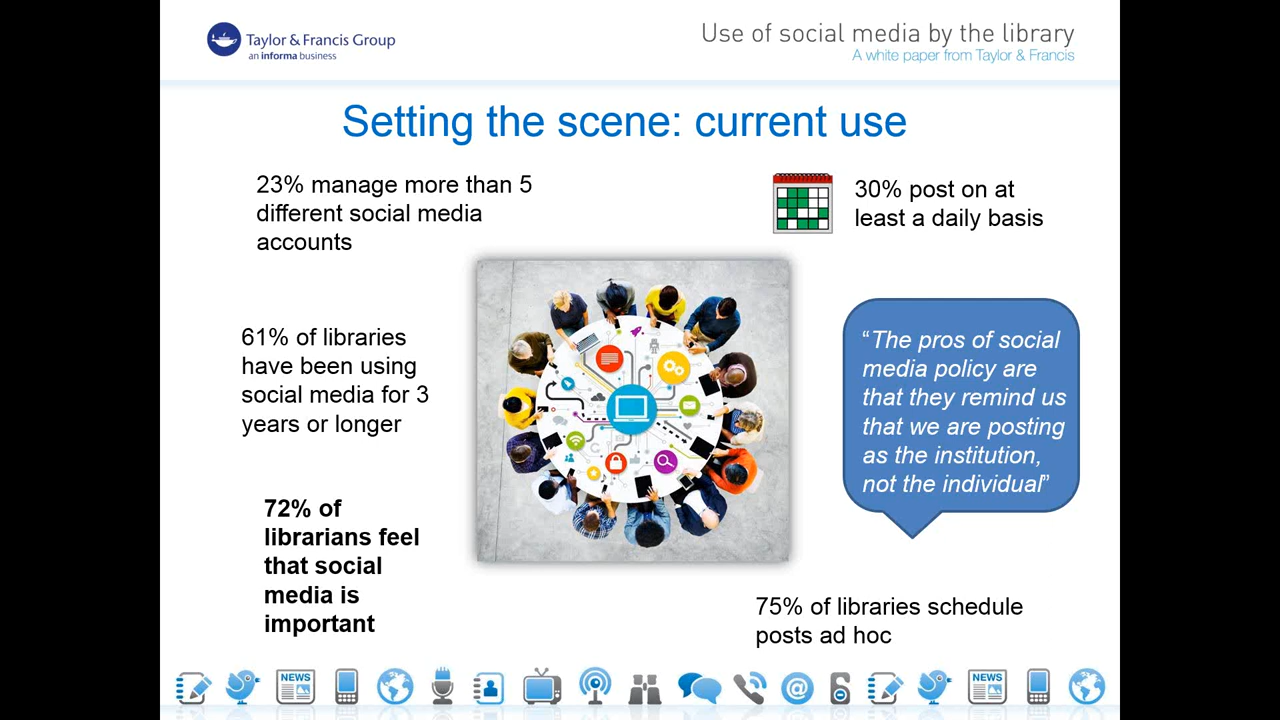 Taylor & Francis Group
an informa business
Use of social media by the library
A white paper from Taylor & Francis
Setting the scene: current use
23% manage more than 5
different social media
accounts
30% post on at
least a daily basis
61% of libraries
have been using
social media for 3
years or longer
“The pros of social
media policy are
that they remind us
that we are posting
as the institution,
not the individual”
72% of
librarians feel
that social
media is
important
75% of libraries schedule
posts ad hoc
NEWS
NEWS